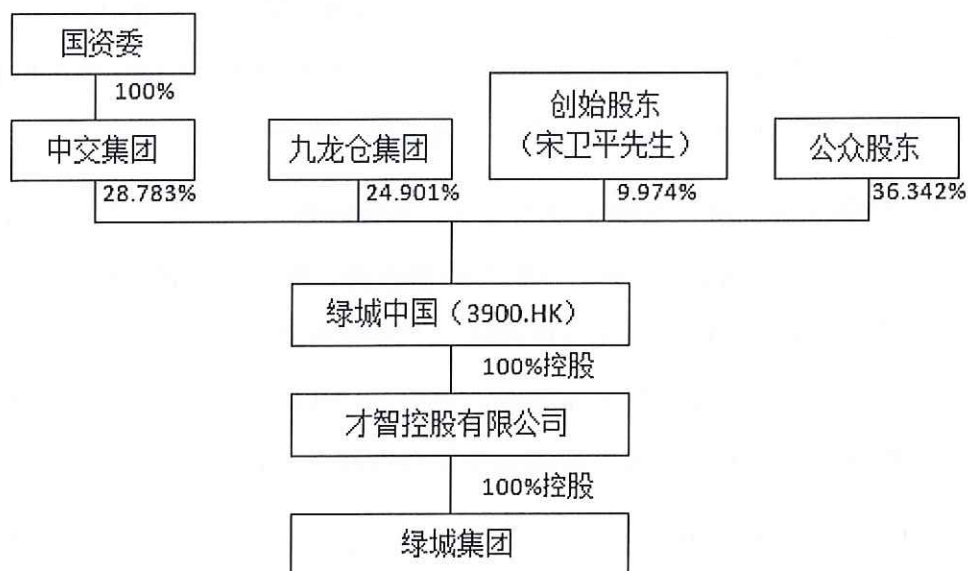 国资委
100%
中交集团
九龙仓集团
创始股东
（宋卫平先生）
公众股东
28.783%
24.901%
9.974%
36.342%
绿城中国（3900.HK）
100%控股
才智控股有限公司
100%控股
绿城集团